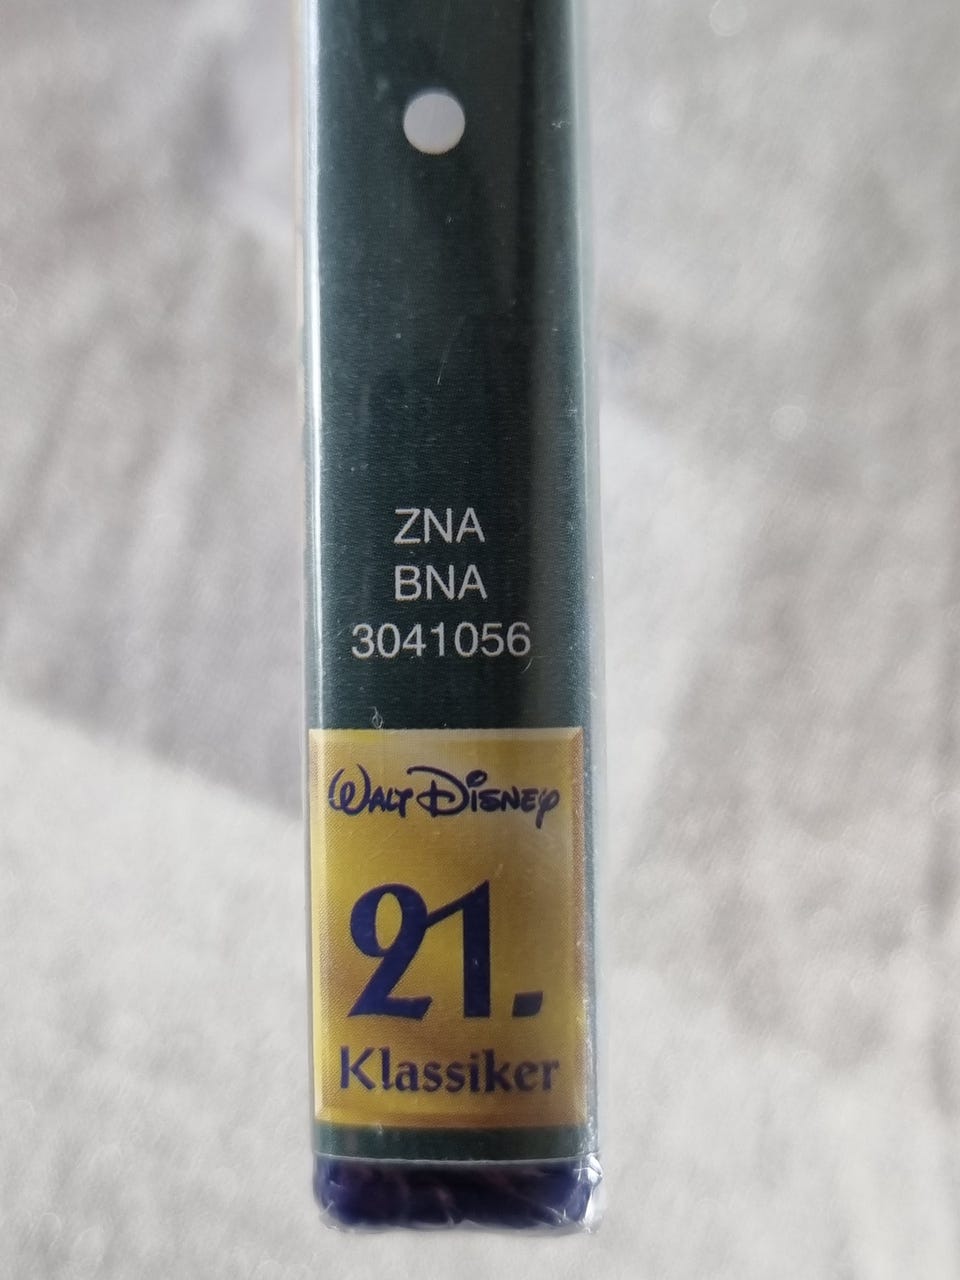 ZNA
BNA
3041056
Walt Disney
21.
Klassiker